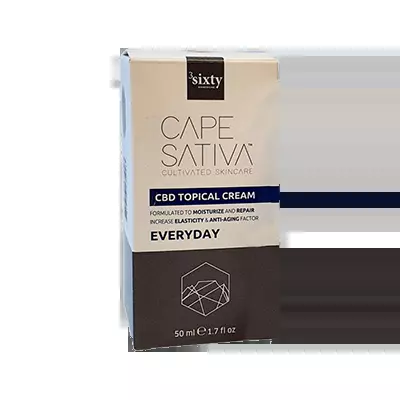 3sixty
CAPE
SATIVA™
CULTIVATED SKINCARE
CBD TOPICAL CREAM
FORMULATED TO MOISTURIZE AND REPAIR
INCREASE ELASTICITY & ANTI-AGING FACTOR
EVERYDAY
50 ml ℮ 1.7 fl oz